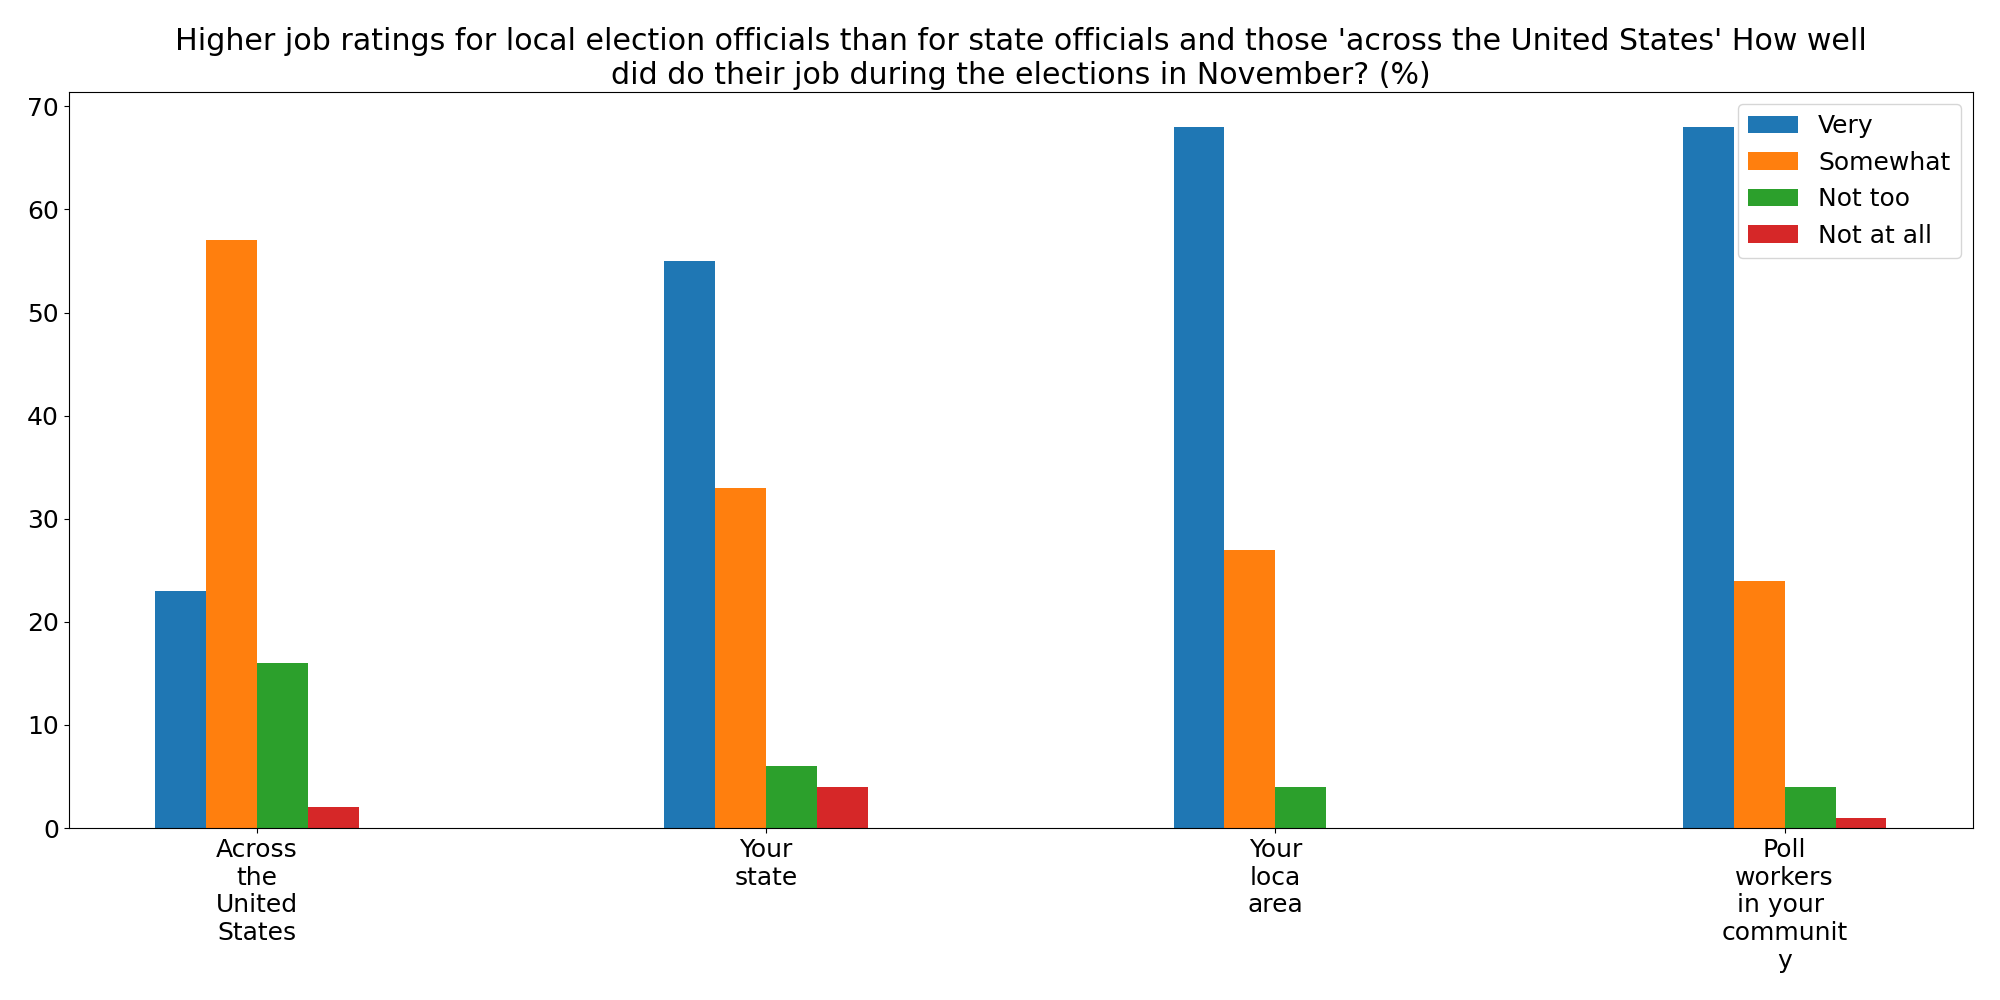 Higher job ratings for local election officials than for state officials and those 'across the United States' How well
did do their job during the elections in November? (%)
70
60
50
40
30
20
10
0
Very
Somewhat
Not too
Not at all
Across
the
United
States
Your
state
Your
loca
area
Poll
workers
in your
communit
y